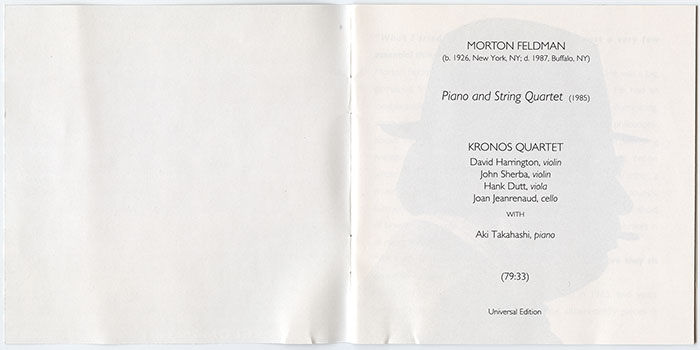 MORTON FELDMAN
(b. 1926, New York, NY; d. 1987, Buffalo, NY)
Piano and String Quartet (1985)
KRONOS QUARTET
David Harrington, violin
John Sherba, violin
Hank Dutt, viola
Joan Jeanrenaud, cello
WITH
Aki Takahashi, piano
(79:33)
Universal Edition